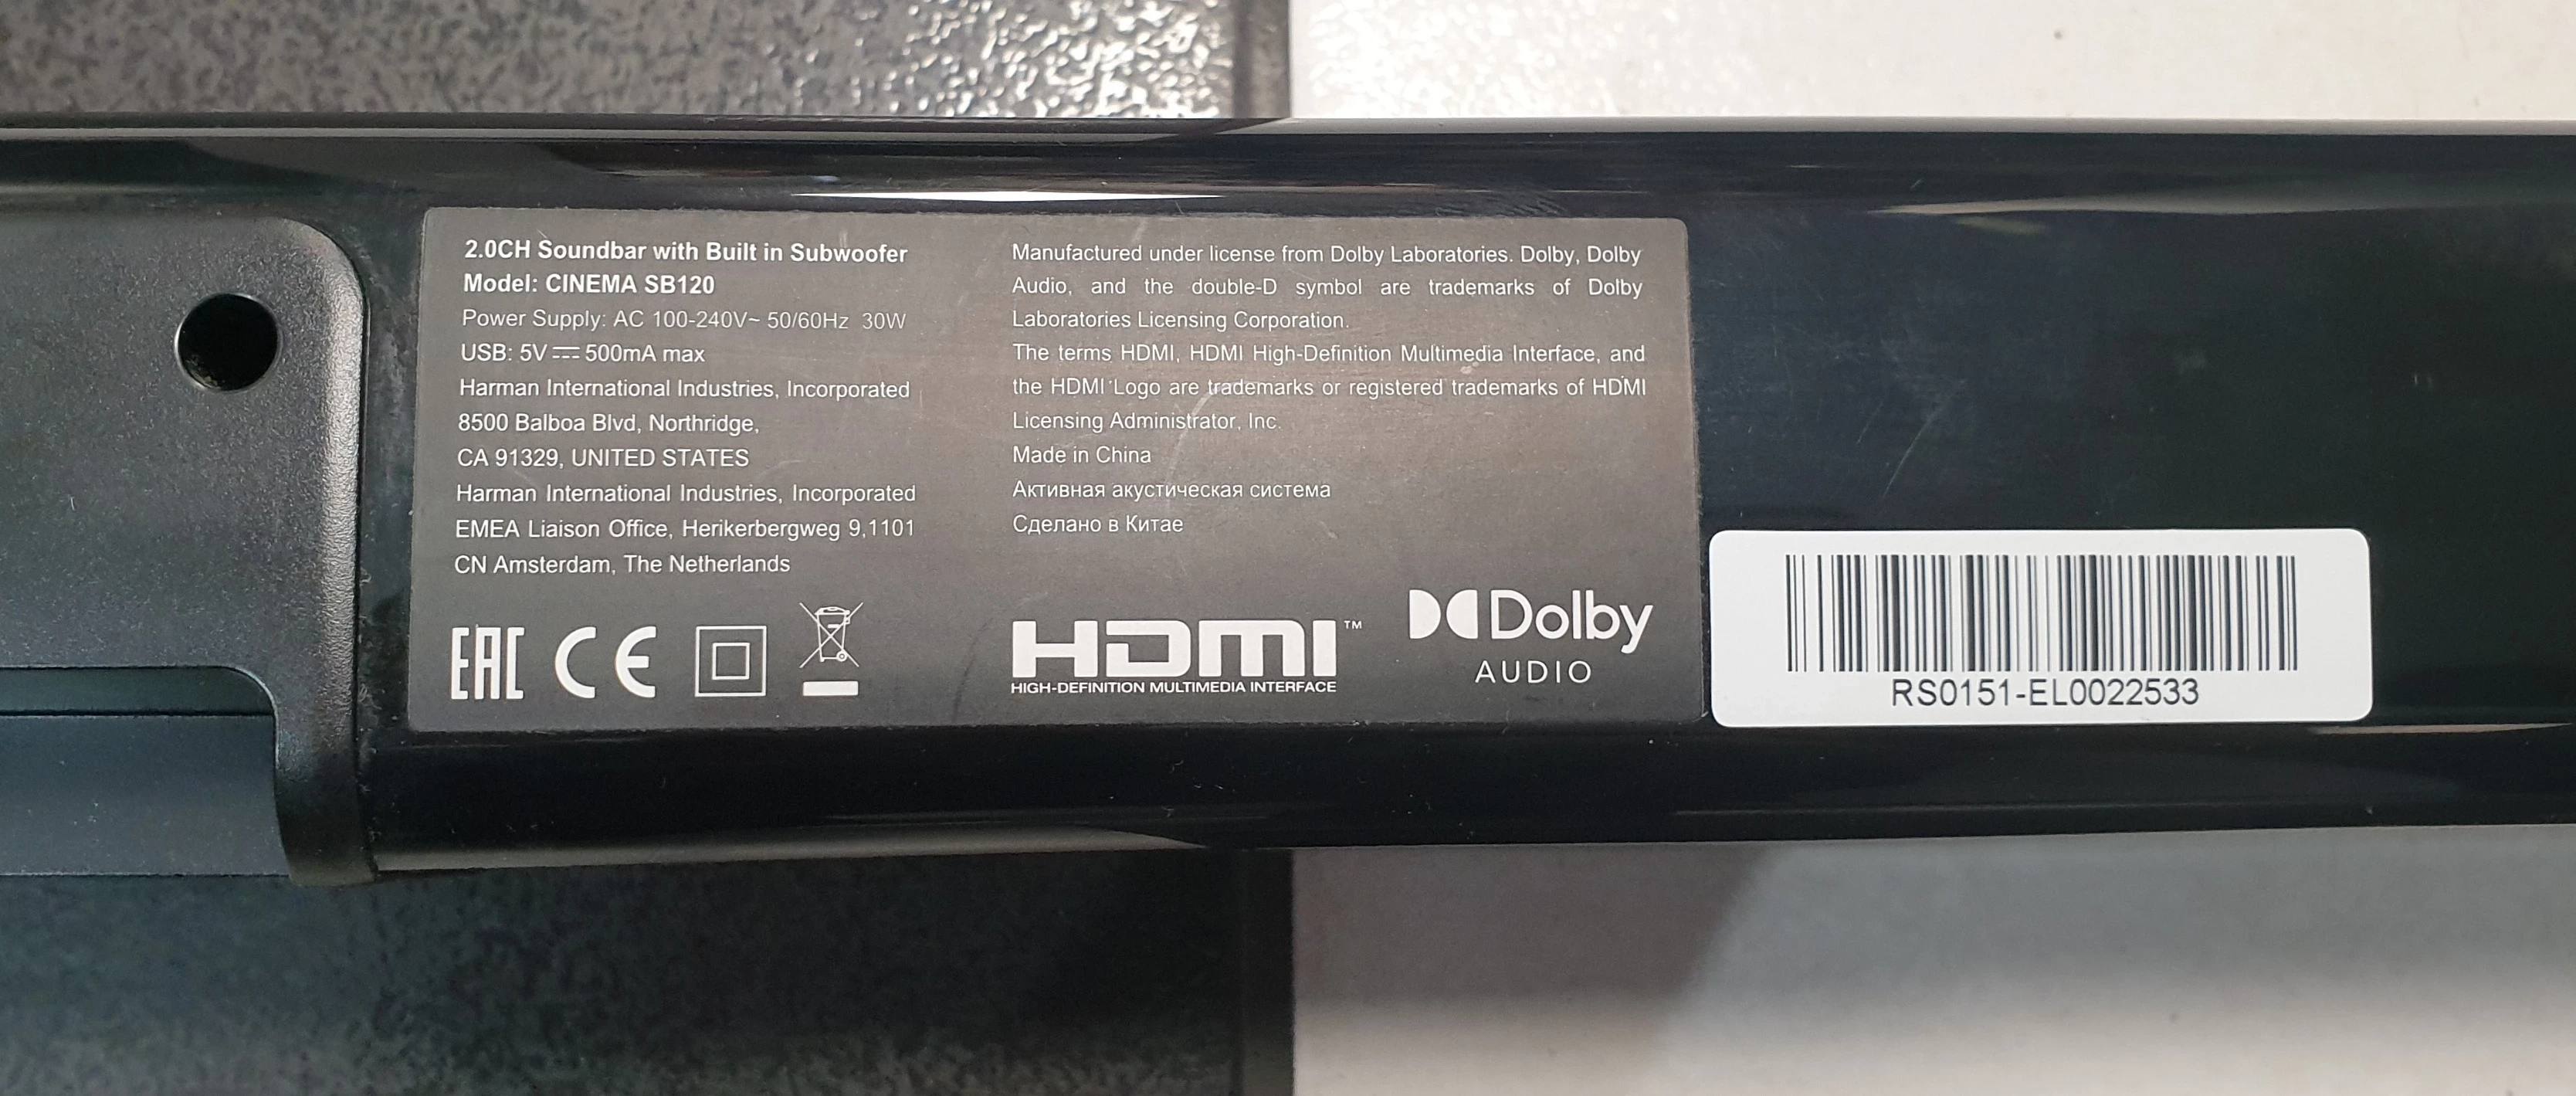 2.0CH Soundbar with Built in Subwoofer
Model: CINEMA SB120
Power Supply: AC 100-240V~ 50/60Hz 30W
USB: 5V⎓500mA max
Harman International Industries, Incorporated
8500 Balboa Blvd, Northridge,
CA 91329, UNITED STATES
Harman International Industries, Incorporated
EMEA Liaison Office, Herikerbergweg 9,1101
CN Amsterdam, The Netherlands
EAC CE
Manufactured under license from Dolby Laboratories. Dolby, Dolby
Audio, and the double-D symbol are trademarks of Dolby
Laboratories Licensing Corporation.
The terms HDMI, HDMI High-Definition Multimedia Interface, and
the HDMI Logo are trademarks or registered trademarks of HDMI
Licensing Administrator, Inc.
Made in China
Активная акустическая система
Сделано в Китае
HDMI™
HIGH-DEFINITION MULTIMEDIA INTERFACE
Dolby
AUDIO
RS0151-EL0022533